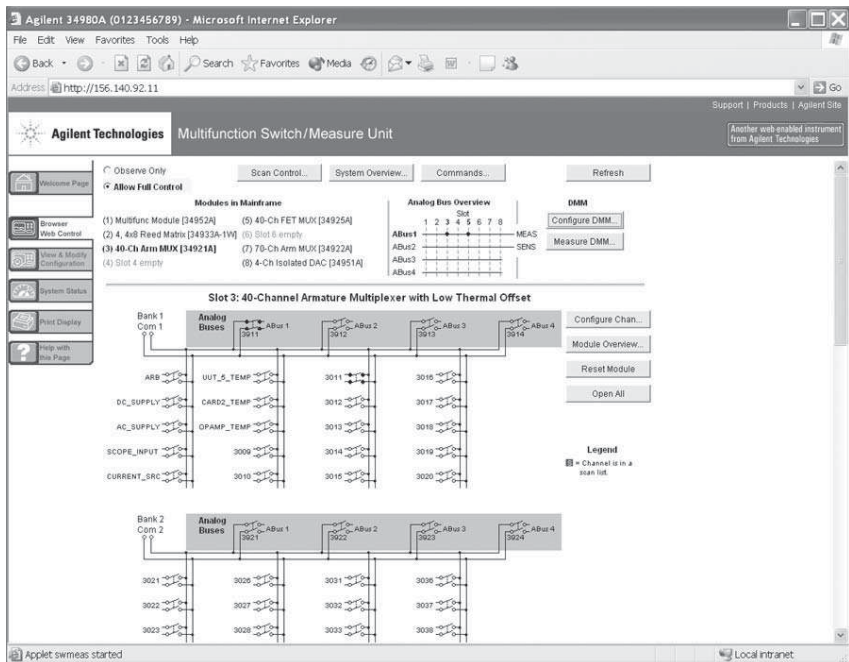 Agilent 34980A (0123456789) - Microsoft Internet Explorer
File Edit View Favorites Tools Help
Back Search Favorites Media
Address http://156.140.92.11 Go
Support | Products | Agilent Site
Agilent Technologies Multifunction Switch/Measure Unit
Another web-enabled instrument
from Agilent Technologies
Welcome Page
Browser
Web Control
View & Modify
Configuration
System Status
Print Display
Help with
this Page
Observe Only
Allow Full Control
Scan Control... System Overview... Commands... Refresh
Modules in Mainframe
(1) Multifunc Module [34952A] (5) 40-Ch FET MUX [34925A]
(2) 4, 4x8 Reed Matrix [34933A-1W] (6) Slot 6 empty
(3) 40-Ch Arm MUX [34921A] (7) 70-Ch Arm MUX [34922A]
(4) Slot 4 empty (8) 4-Ch Isolated DAC [34951A]
Analog Bus Overview
Slot
1 2 3 4 5 6 7 8
ABus1 MEAS
ABus2 SENS
ABus3
ABus4
DMM
Configure DMM...
Measure DMM...
Slot 3: 40-Channel Armature Multiplexer with Low Thermal Offset
Bank 1
Com 1
Analog
Buses
ABus 1 ABus 2 ABus 3 ABus 4
3911 3912 3913 3914
Configure Chan...
Module Overview...
Reset Module
Open All
ARB UUT_5_TEMP 3011 3016
DC_SUPPLY CARD2_TEMP 3012 3017
AC_SUPPLY OPAMP_TEMP 3013 3018
SCOPE_INPUT 3009 3014 3019
CURRENT_SRC 3010 3015 3020
Legend
= Channel is in a
scan list.
Bank 2
Com 2
Analog
Buses
ABus 1 ABus 2 ABus 3 ABus 4
3921 3922 3923 3924
3021 3026 3031 3036
3022 3027 3032 3037
3023 3028 3033 3038
Applet swmeas started Local intranet